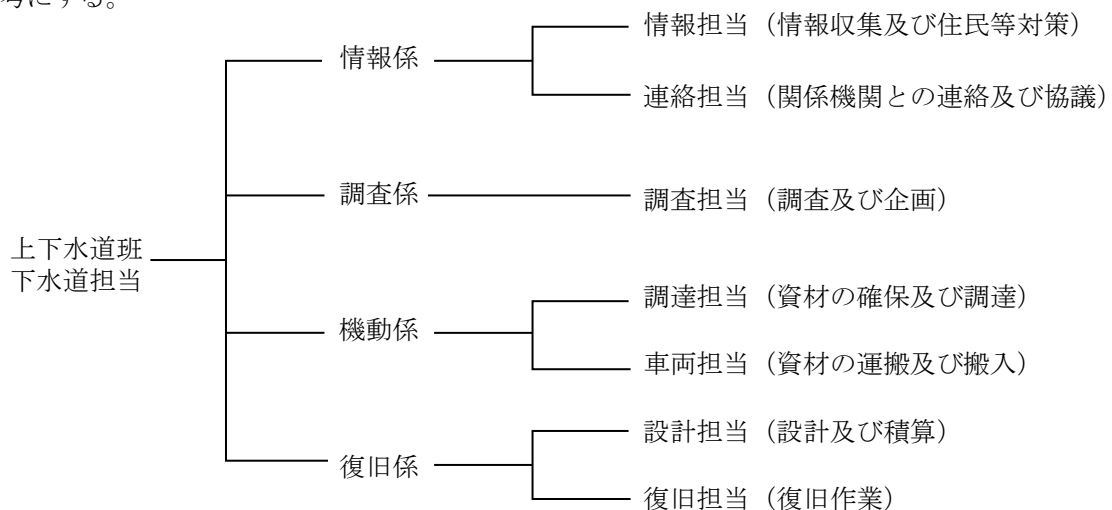 考にする。
情報担当（情報収集及び住民等対策）
情報係
連絡担当（関係機関との連絡及び協議）
調査係
調査担当（調査及び企画）
上下水道班
下水道担当
調達担当（資材の確保及び調達）
機動係
車両担当（資材の運搬及び搬入）
設計担当（設計及び積算）
復旧係
復旧担当（復旧作業）